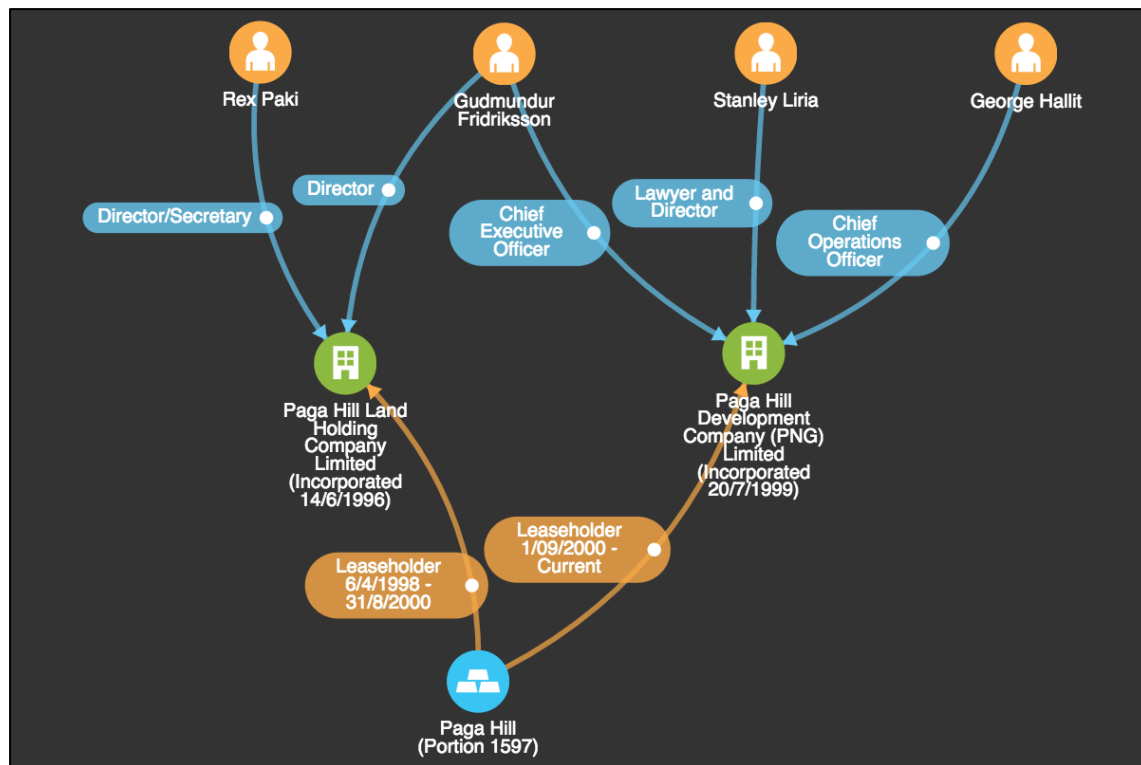 Rex Paki
Gudmundur
Fridriksson
Stanley Liria
George Hallit
Director/Secretary
Director
Chief
Executive
Officer
Lawyer and
Director
Chief
Operations
Officer
Paga Hill Land
Holding
Company
Limited
(Incorporated
14/6/1996)
Paga Hill
Development
Company (PNG)
Limited
(Incorporated
20/7/1999)
Leaseholder
6/4/1998 -
31/8/2000
Leaseholder
1/09/2000 -
Current
Paga Hill
(Portion 1597)